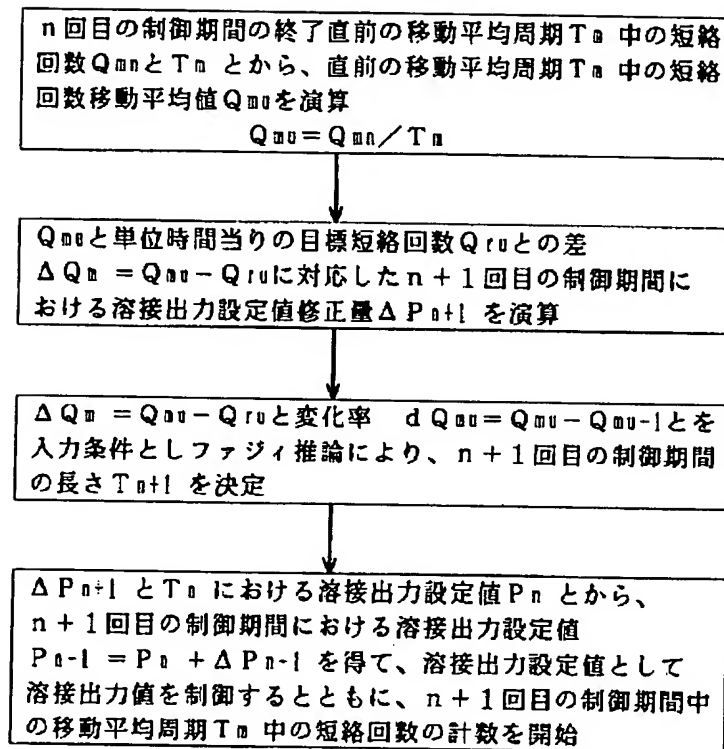 n回目の制御期間の終了直前の移動平均周期Tm 中の短絡
回数QmnとTm とから、直前の移動平均周期Tm 中の短絡
回数移動平均値Qmuを演算
Qmu=Qmn/Tm
Qmuと単位時間当りの目標短絡回数Qruとの差
ΔQm =Qmu-Qruに対応したn+1回目の制御期間に
おける溶接出力設定値修正量ΔPn+1 を演算
ΔQm =Qmu-Qruと変化率 dQmu=Qmu-Qmu-1とを
入力条件としファジィ推論により、n+1回目の制御期間
の長さTn+1 を決定
ΔPn+1 とTn における溶接出力設定値Pn とから、
n+1回目の制御期間における溶接出力設定値
Pn-1 =Pn +ΔPn-1 を得て、溶接出力設定値として
溶接出力値を制御するとともに、n+1回目の制御期間中
の移動平均周期Tm 中の短絡回数の計数を開始